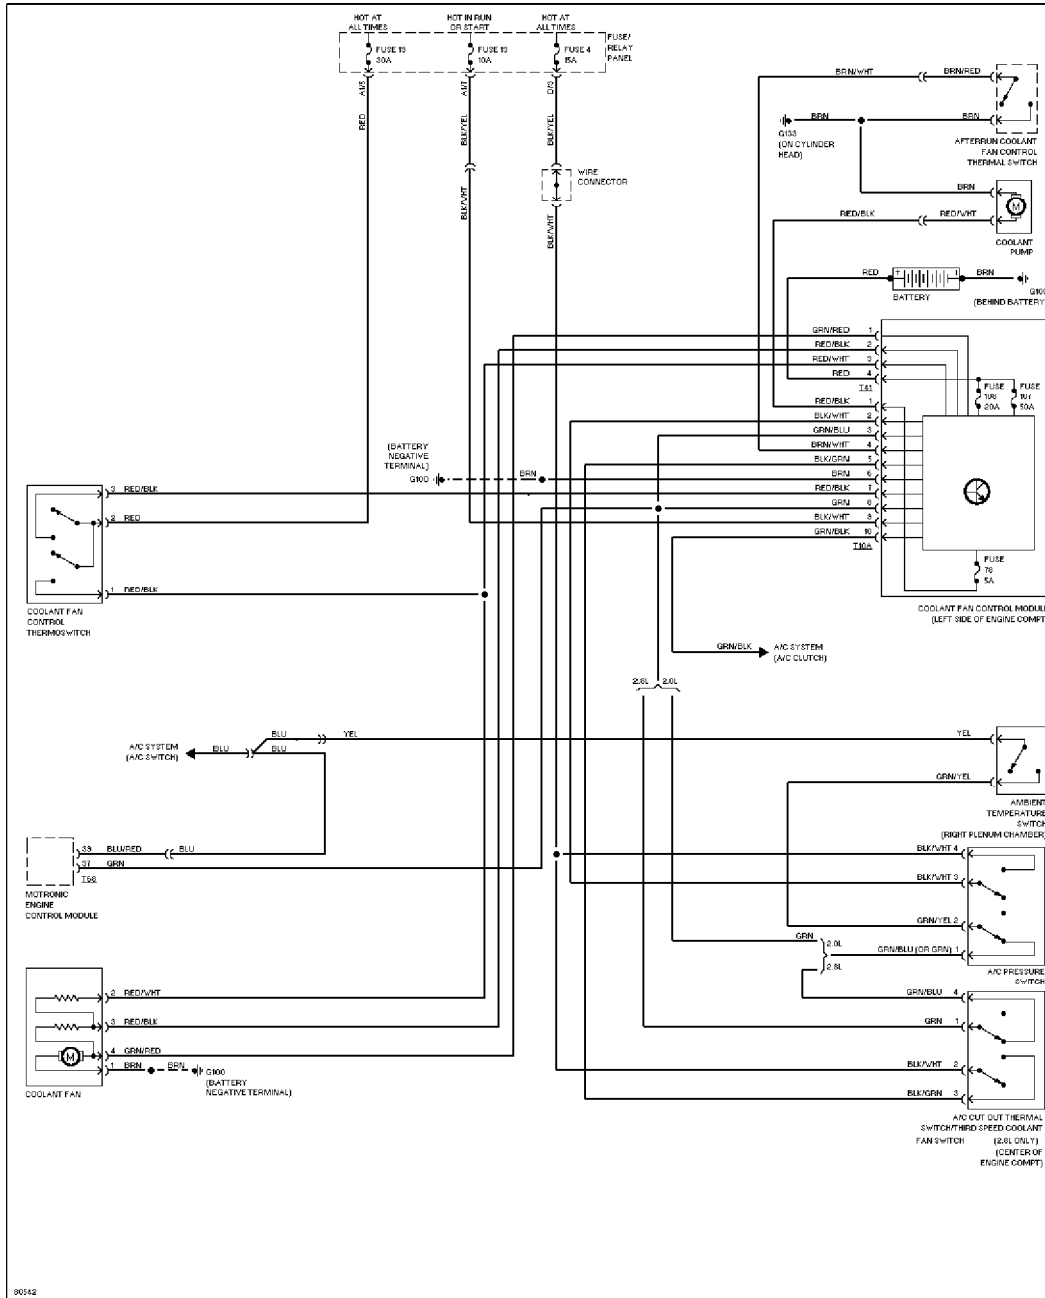 HOT AT
ALL TIMES
HOT IN RUN
OR START
HOT AT
ALL TIMES
FUSE 19
30A
FUSE 13
10A
FUSE 4
15A
FUSE/
RELAY
PANEL
A1/5
A1/7
D/3
RED
BLK/YEL
BLK/YEL
WIRE
CONNECTOR
BLK/WHT
BLK/WHT
BRN/WHT
BRN/RED
BRN
BRN
G133
(ON CYLINDER
HEAD)
AFTERRUN COOLANT
FAN CONTROL
THERMAL SWITCH
BRN
RED/BLK
RED/WHT
M
COOLANT
PUMP
RED
BRN
BATTERY
G100
(BEHIND BATTERY
GRN/RED 1
RED/BLK 2
RED/WHT 3
RED 4
T41
FUSE
108
20A
FUSE
107
50A
RED/BLK 1
BLK/WHT 2
GRN/BLU 3
BRN/WHT 4
BLK/GRN 5
BRN 6
RED/BLK 7
GRN 8
BLK/WHT 9
GRN/BLK 10
T10A
(BATTERY
NEGATIVE
TERMINAL)
G100
BRN
FUSE
78
5A
COOLANT FAN CONTROL MODULE
(LEFT SIDE OF ENGINE COMPT
3 RED/BLK
2 RED
1 RED/BLK
COOLANT FAN
CONTROL
THERMOSWITCH
GRN/BLK
A/C SYSTEM
(A/C CLUTCH)
2.8L
2.0L
A/C SYSTEM
(A/C SWITCH)
BLU
BLU
BLU
YEL
YEL
GRN/YEL
AMBIENT
TEMPERATURE
SWITCH
(RIGHT PLENUM CHAMBER)
39 BLU/RED
BLU
37 GRN
T68
MOTRONIC
ENGINE
CONTROL MODULE
BLK/WHT 4
BLK/WHT 3
GRN/YEL 2
GRN
2.0L
2.8L
GRN/BLU (OR GRN) 1
A/C PRESSURE
SWITCH
2 RED/WHT
3 RED/BLK
4 GRN/RED
1 BRN
BRN
M
G100
(BATTERY
NEGATIVE TERMINAL)
COOLANT FAN
GRN/BLU 4
GRN 1
BLK/WHT 2
BLK/GRN 3
A/C CUT OUT THERMAL
SWITCH/THIRD SPEED COOLANT
FAN SWITCH (2.8L ONLY)
(CENTER OF
ENGINE COMPT)
80542